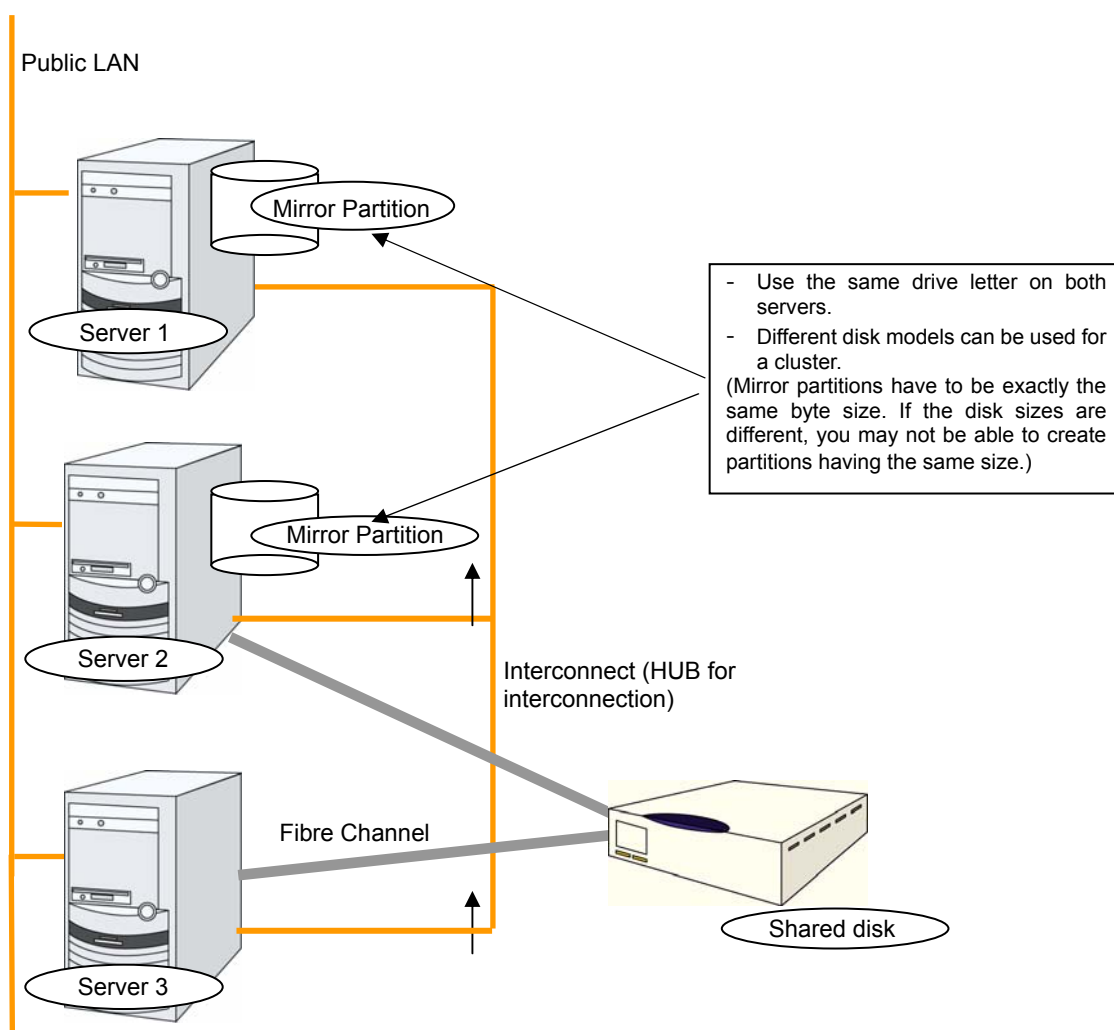 Public LAN
Mirror Partition
Server 1
- Use the same drive letter on both
servers.
- Different disk models can be used for
a cluster.
(Mirror partitions have to be exactly the
same byte size. If the disk sizes are
different, you may not be able to create
partitions having the same size.)
Mirror Partition
Server 2
Interconnect (HUB for
interconnection)
Fibre Channel
Shared disk
Server 3